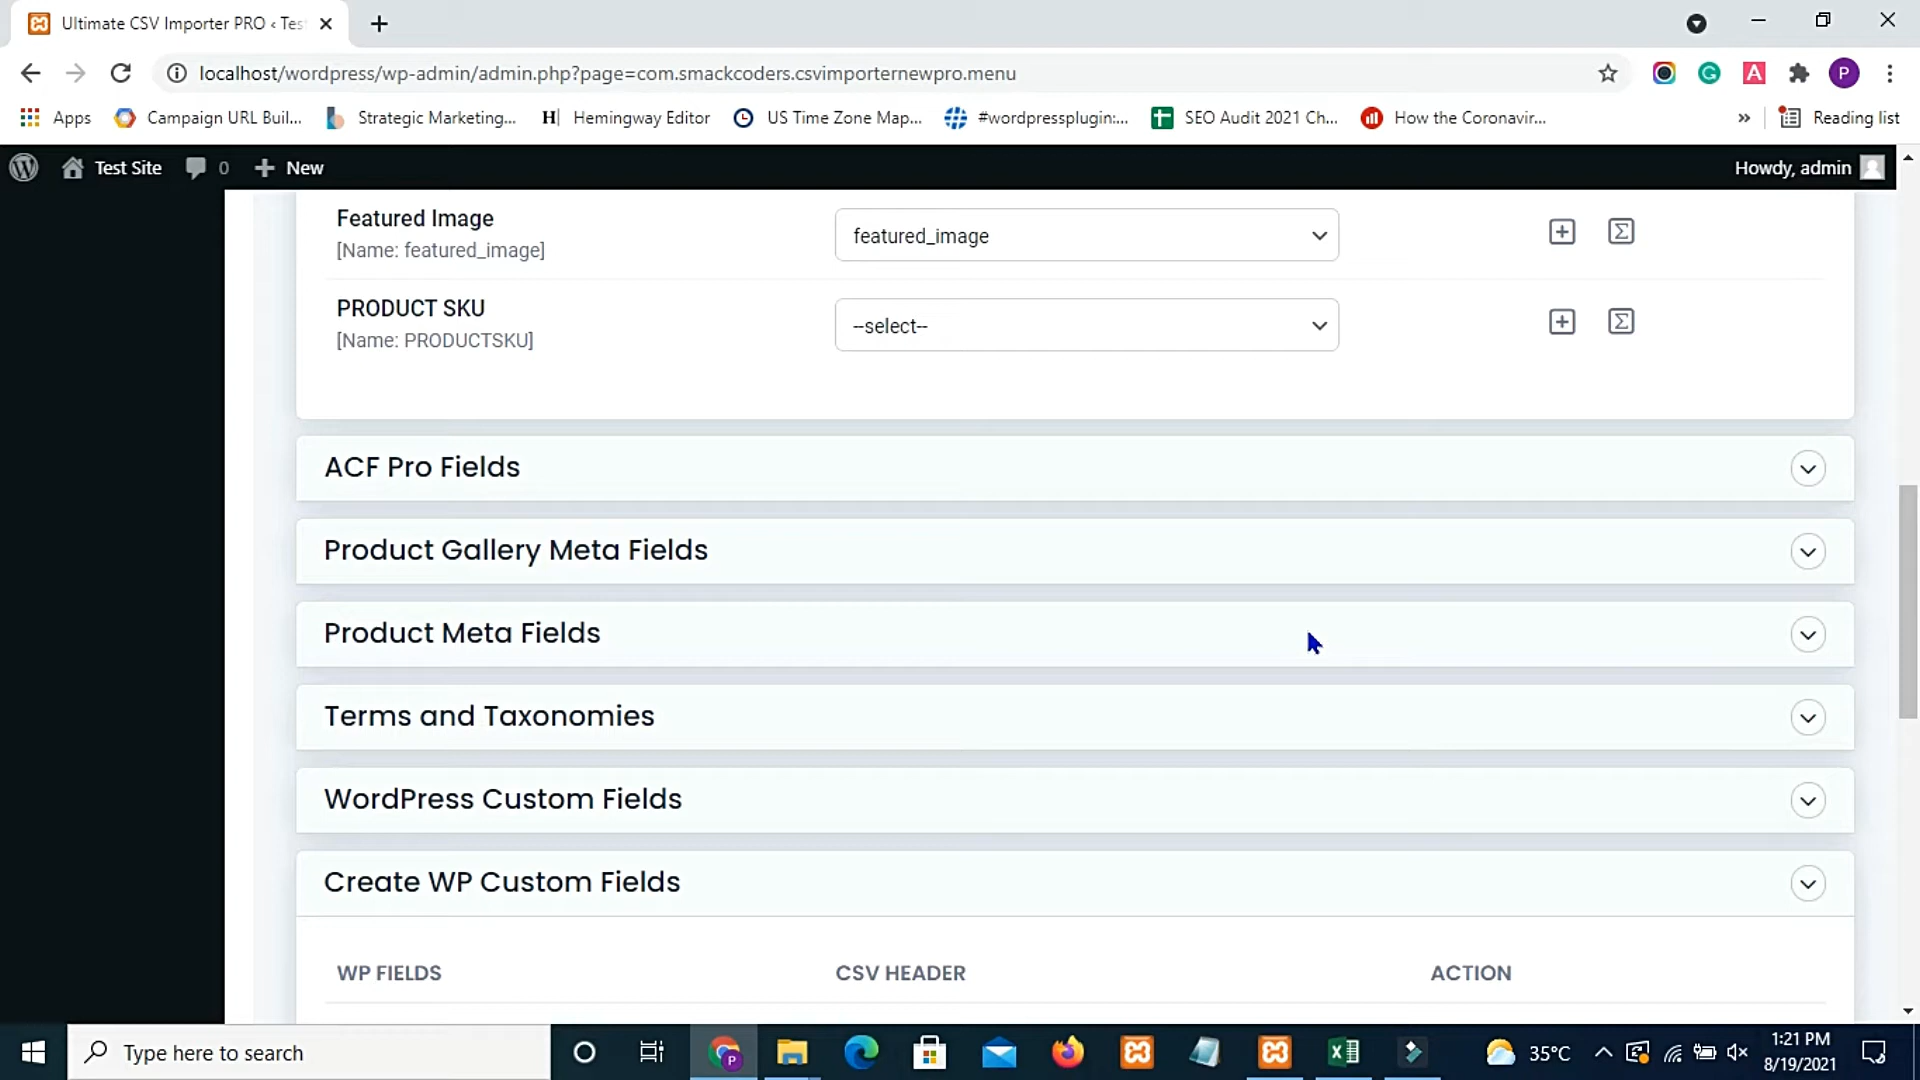 Ultimate CSV Importer PRO ‹ Tes
localhost/wordpress/wp-admin/admin.php?page=com.smackcoders.csvimporternewpro.menu
P
Apps
Campaign URL Buil...
Strategic Marketing...
H
Hemingway Editor
US Time Zone Map...
#wordpressplugin:...
SEO Audit 2021 Ch...
How the Coronavir...
»
Reading list
Test Site
0
New
Howdy, admin
Featured Image
[Name: featured_image]
featured_image
PRODUCT SKU
[Name: PRODUCTSKU]
--select--
ACF Pro Fields
Product Gallery Meta Fields
Product Meta Fields
Terms and Taxonomies
WordPress Custom Fields
Create WP Custom Fields
WP FIELDS
CSV HEADER
ACTION
Type here to search
35°C
1:21 PM
8/19/2021